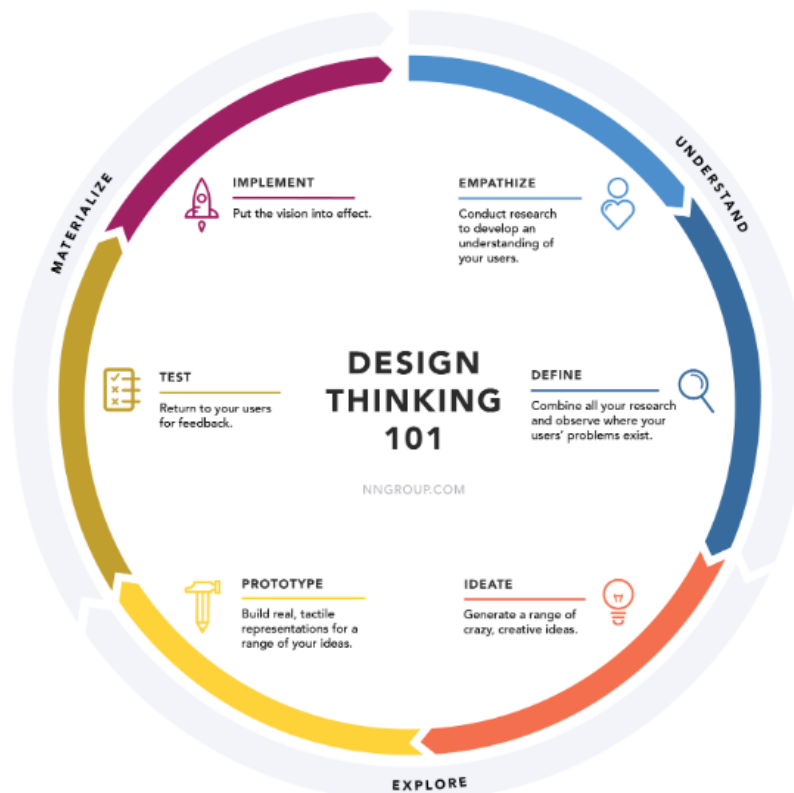 DESIGN
THINKING
101
NNGROUP.COM
UNDERSTAND
EMPATHIZE
Conduct research
to develop an
understanding of
your users.
DEFINE
Combine all your research
and observe where your
users' problems exist.
EXPLORE
IDEATE
Generate a range of
crazy, creative ideas.
PROTOTYPE
Build real, tactile
representations for a
range of your ideas.
MATERIALIZE
TEST
Return to your users
for feedback.
IMPLEMENT
Put the vision into effect.